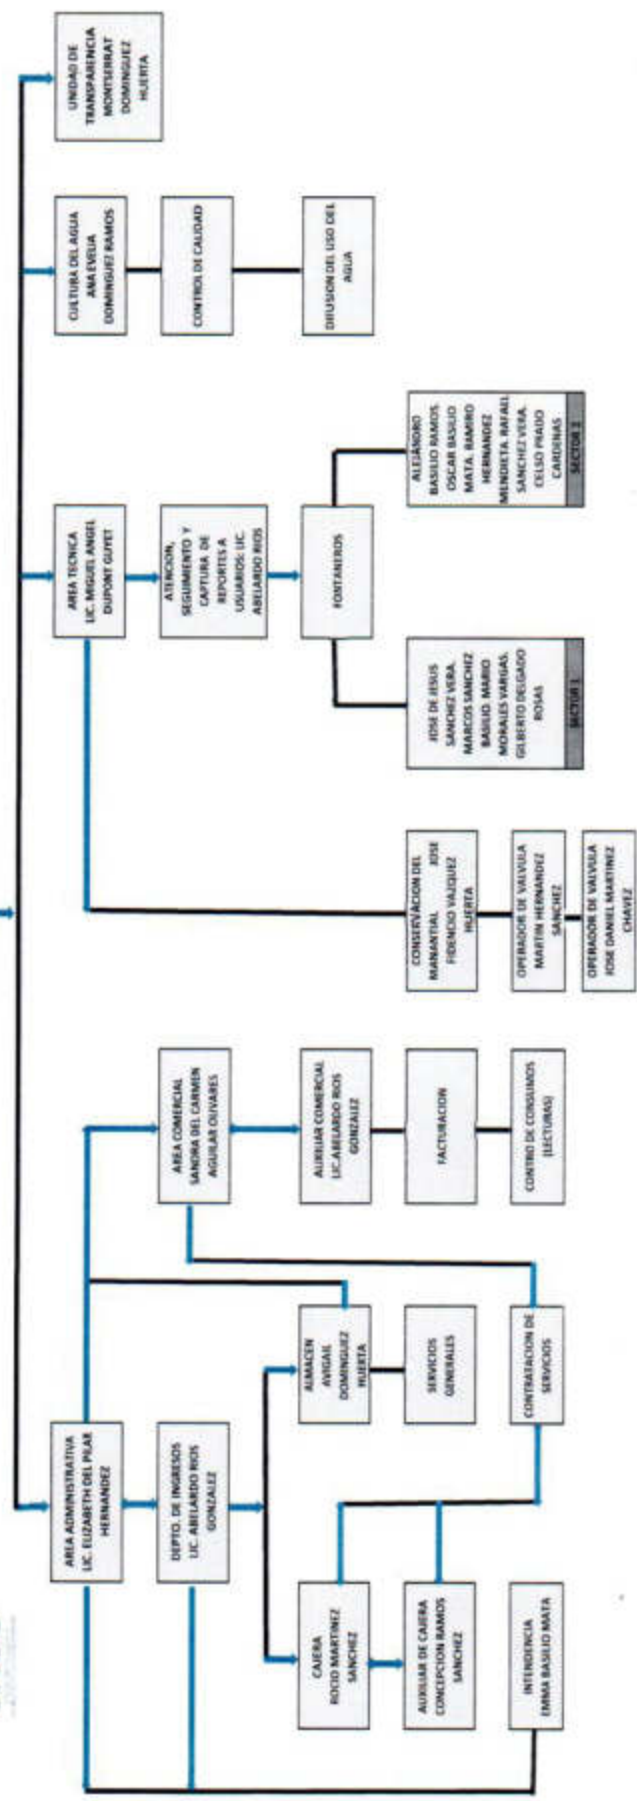 AREA ADMINISTRATIVA
LIC. ELIZABETH DEL PILAR
HERNANDEZ
DEPTO. DE INGRESOS
LIC. ABELARDO RIOS
GONZALEZ
CAJERA
ROCIO MARTINEZ
SANCHEZ
AUXILIAR DE CAJERA
CONCEPCION RAMOS
SANCHEZ
INTENDENCIA
EMMA BASILIO MATA
ALMACEN
AVIGAIL
DOMINGUEZ
HUERTA
SERVICIOS
GENERALES
CONTRATACION DE
SERVICIOS
AREA COMERCIAL
SANDRA DEL CARMEN
AGUILAR OLIVARES
AUXILIAR COMERCIAL
LIC. ABELARDO RIOS
GONZALEZ
FACTURACION
CONTRO DE CONSUMOS
(LECTURAS)
AREA TECNICA
LIC. MIGUEL ANGEL
DUPONT GUYET
CONSERVACION DEL
MANANTIAL JOSE
FIDENCIO VAZQUEZ
HUERTA
OPERADOR DE VALVULA
MARTIN HERNANDEZ
SANCHEZ
OPERADOR DE VALVULA
JOSE DANIEL MARTINEZ
CHAVEZ
ATENCION,
SEGUIMIENTO Y
CAPTURA DE
REPORTES A
USUARIOS: LIC.
ABELARDO RIOS
FONTANEROS
JOSE DE JESUS
SANCHEZ VERA.
MARCOS SANCHEZ
BASILIO. MARIO
MORALES VARGAS.
GILBERTO DELGADO
ROSAS
SECTOR 1
ALEJANDRO
BASILIO RAMOS.
OSCAR BASILIO
MATA. RAMIRO
HERNANDEZ
MENDIETA. RAFAEL
SANCHEZ VERA.
CELSO PRADO
CARDENAS
SECTOR 2
CULTURA DEL AGUA
ANA EVELIA
DOMINGUEZ RAMOS
CONTROL DE CALIDAD
DIFUSION DEL USO DEL
AGUA
UNIDAD DE
TRANSPARENCIA
MONTSERRAT
DOMINGUEZ
HUERTA